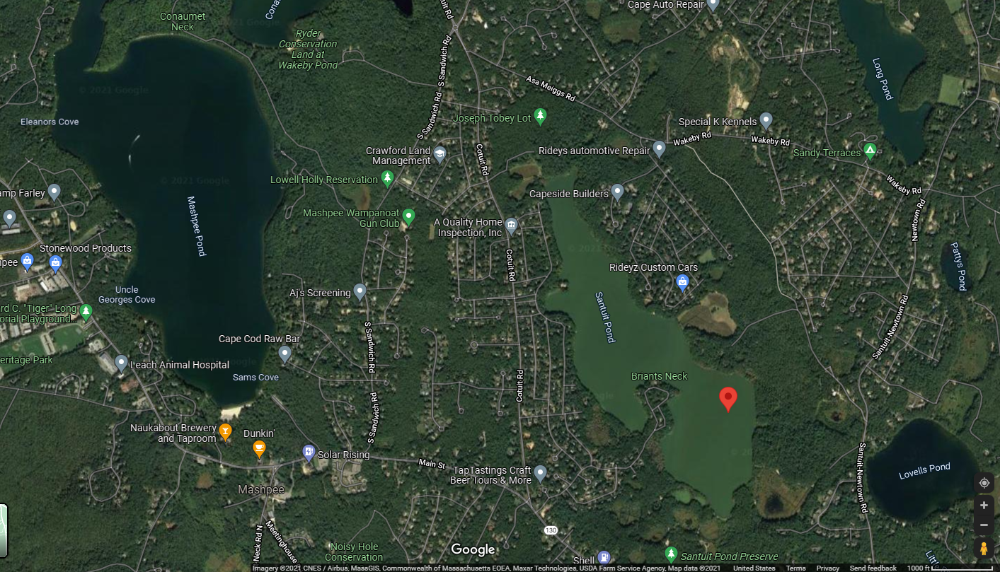 Conaumet
Neck
Ryder
Conservation
Land at
Wakeby Pond
Cape Auto Repair
S Sandwich Rd
Asa Meiggs Rd
Long Pond
© 2021 Google
Eleanors Cove
Joseph Tobey Lot
S Sandwich Rd
Special K Kennels
Wakeby Rd
Wakeby Rd
Crawford Land
Management
Cotuit Rd
Rideys automotive Repair
Sandy Terraces
Lowell Holly Reservation
© 2021 Google
Wakeby Rd
amp Farley
Capeside Builders
Mashpee Pond
Mashpee Wampanoat
Gun Club
A Quality Home
Inspection, Inc
Newtown Rd
Stonewood Products
pee
Cotuit Rd
Rideyz Custom Cars
Pattys Pond
Uncle
Georges Cove
Aj's Screening
Santuit Pond
rd C. "Tiger" Long
orial Playground...
Santuit-Newtown Rd
Cape Cod Raw Bar
S Sandwich Rd
eritage Park
Leach Animal Hospital
Sams Cove
Cotuit Rd
Briants Neck
S Sandwich Rd
Naukabout Brewery
and Taproom
Dunkin'
Solar Rising
Main St
TapTastings Craft
Beer Tours & More
Santuit-Newtown Rd
Lovells Pond
Mashpee
130
Neck Rd N
Meetinghouse
Noisy Hole
Conservation
Google
Shell
Santuit Pond Preserve
Imagery ©2021 CNES / Airbus, MassGIS, Commonwealth of Massachusetts EOEA, Maxar Technologies, USDA Farm Service Agency, Map data ©2021
United States
Terms
Privacy
Send feedback
1000 ft